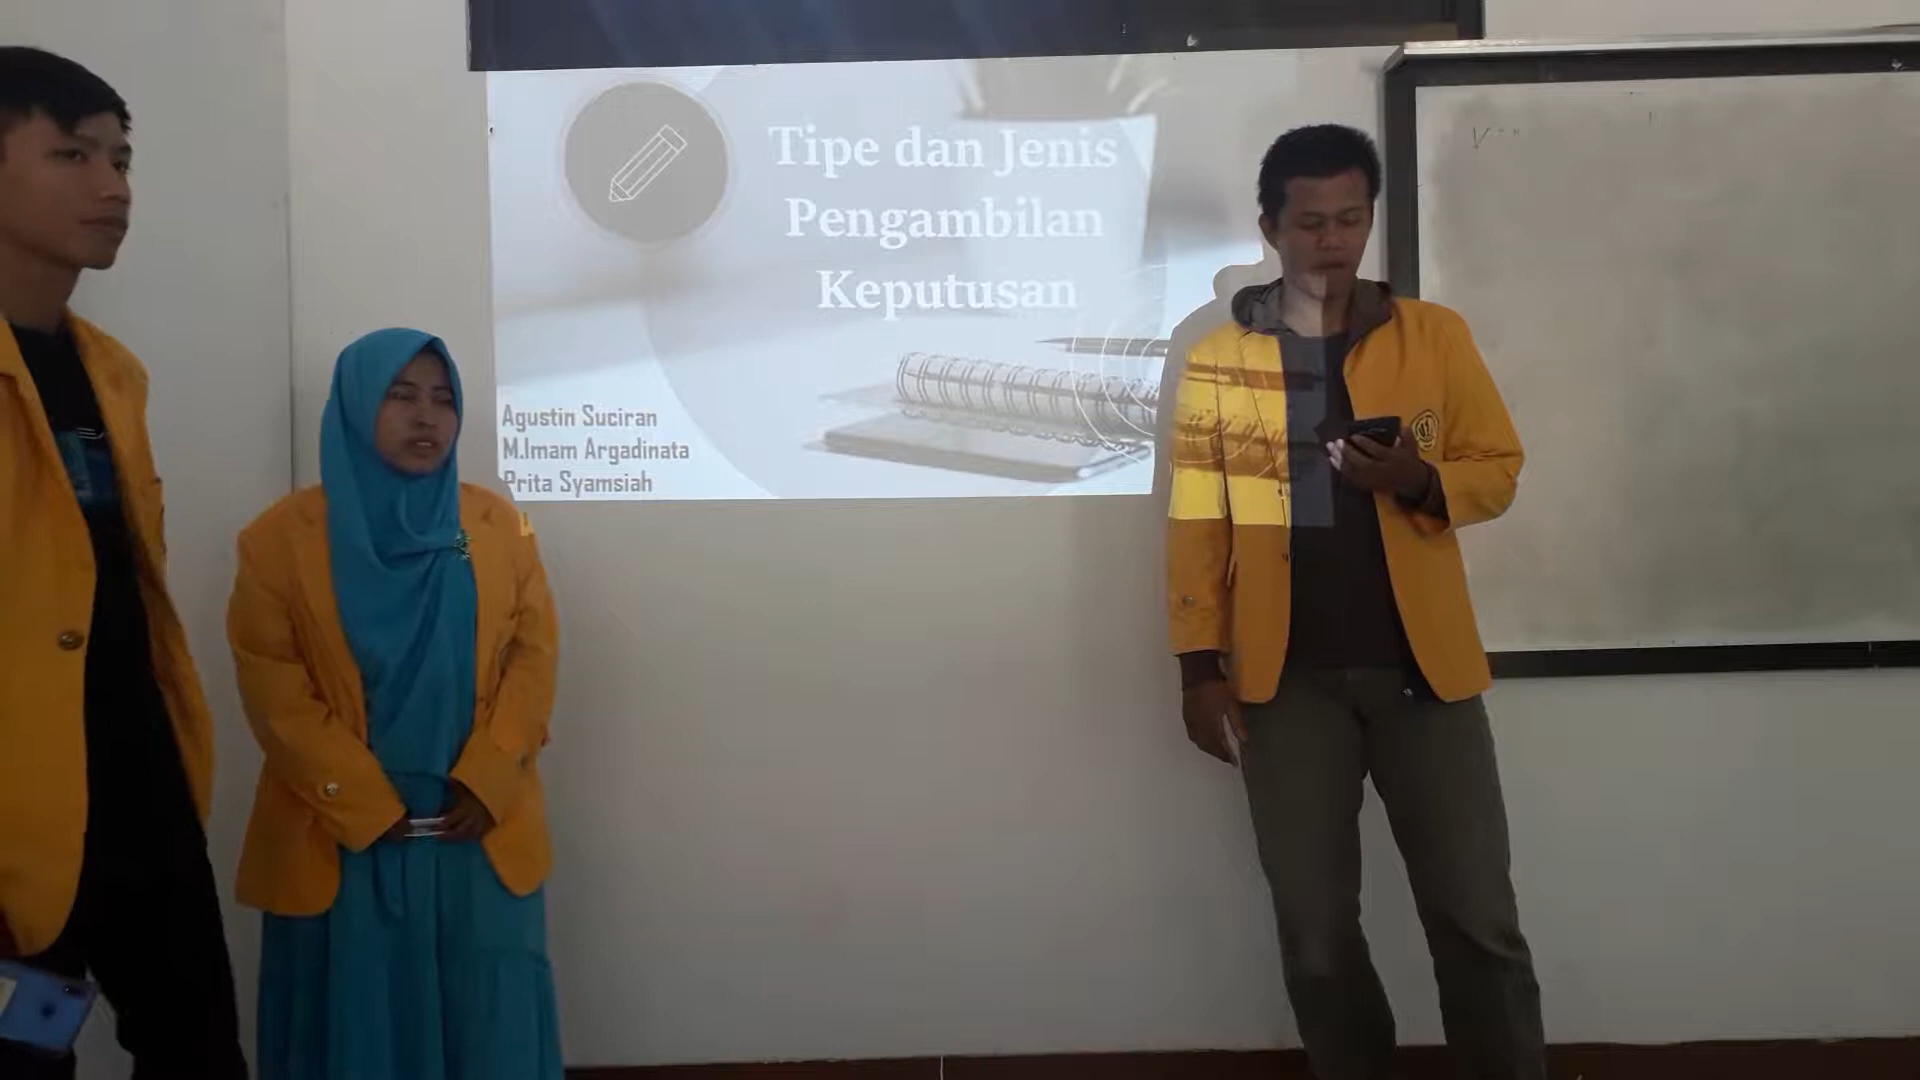 Tipe dan Jenis
Pengambilan
Keputusan
Agustin Suciran
M.Imam Argadinata
Prita Syamsiah